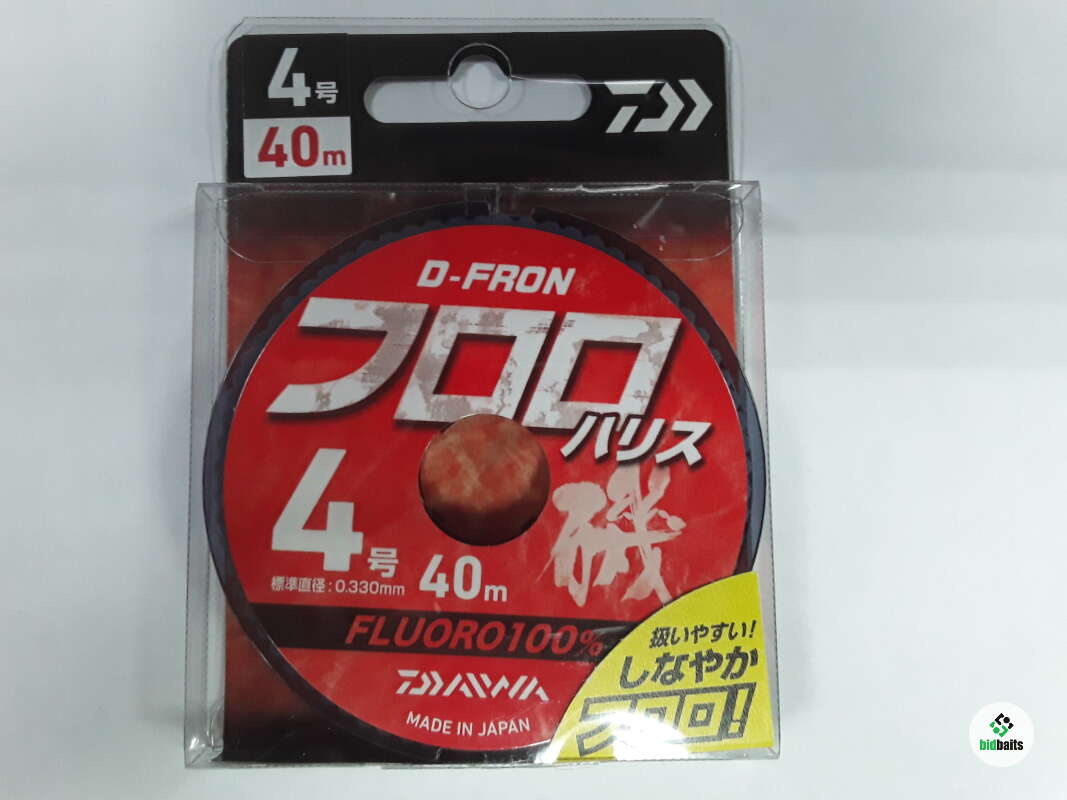 4号
40m
D-FRON
フロロ
ハリス
磯
4号
40m
標準直径:0.330mm
FLUORO100%
DAIWA
MADE IN JAPAN
扱いやすい!
しなやか
フロロ!
bidbaits